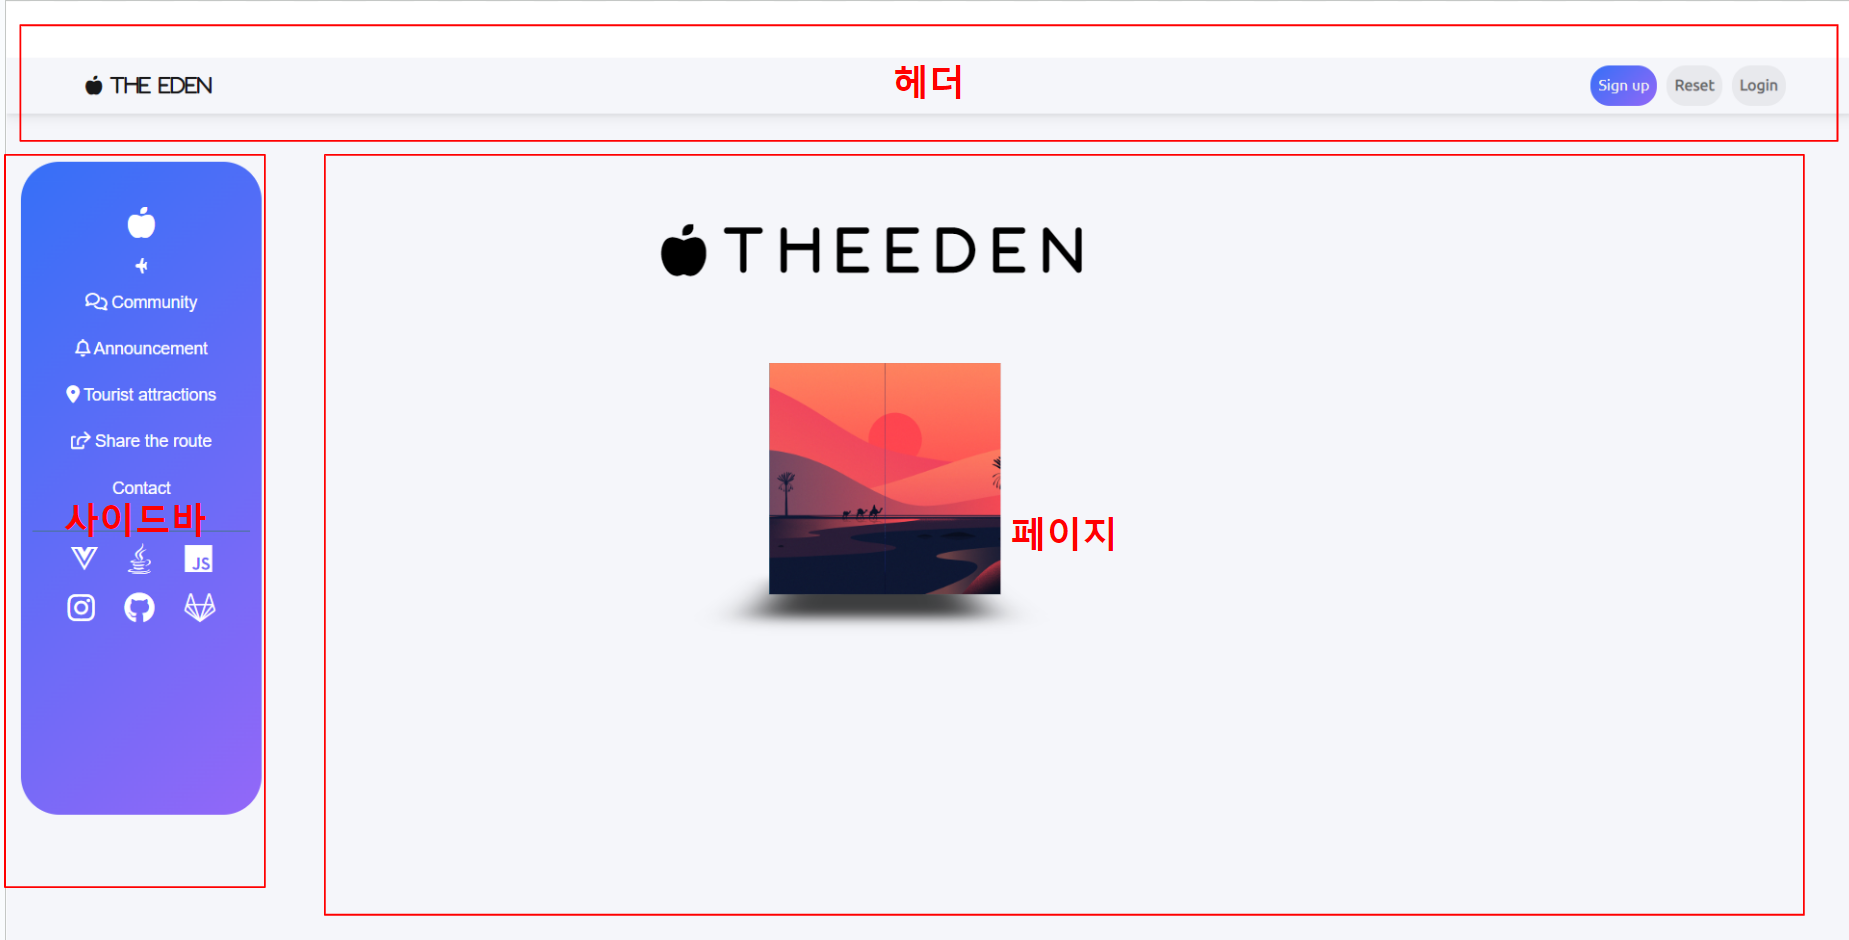 THE EDEN
헤더
Sign up
Reset
Login
Community
Announcement
Tourist attractions
Share the route
Contact
사이드바
JS
THEEDEN
페이지